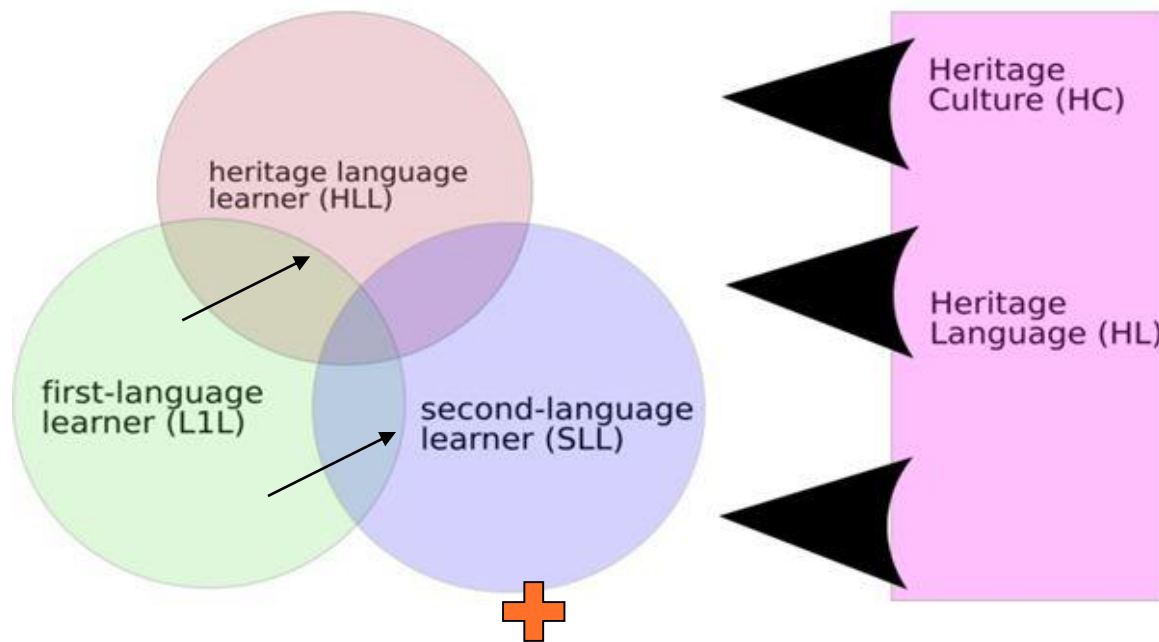 heritage language
learner (HLL)
first-language
learner (L1L)
second-language
learner (SLL)
Heritage
Culture (HC)
Heritage
Language (HL)